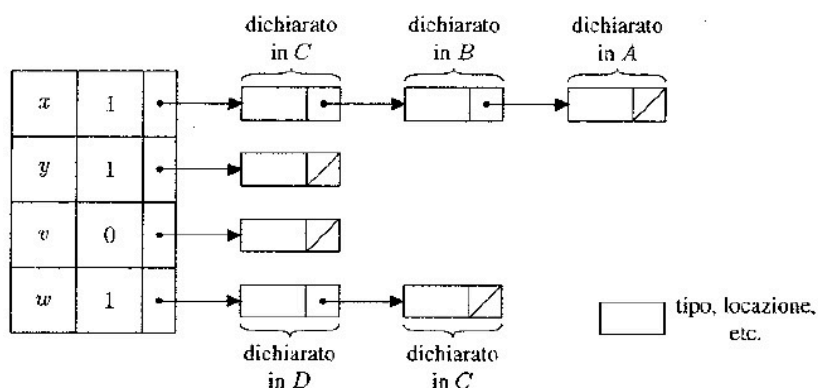 dichiarato
in C
dichiarato
in B
dichiarato
in A
x 1
y 1
v 0
w 1
tipo, locazione,
etc.
dichiarato
in D
dichiarato
in C